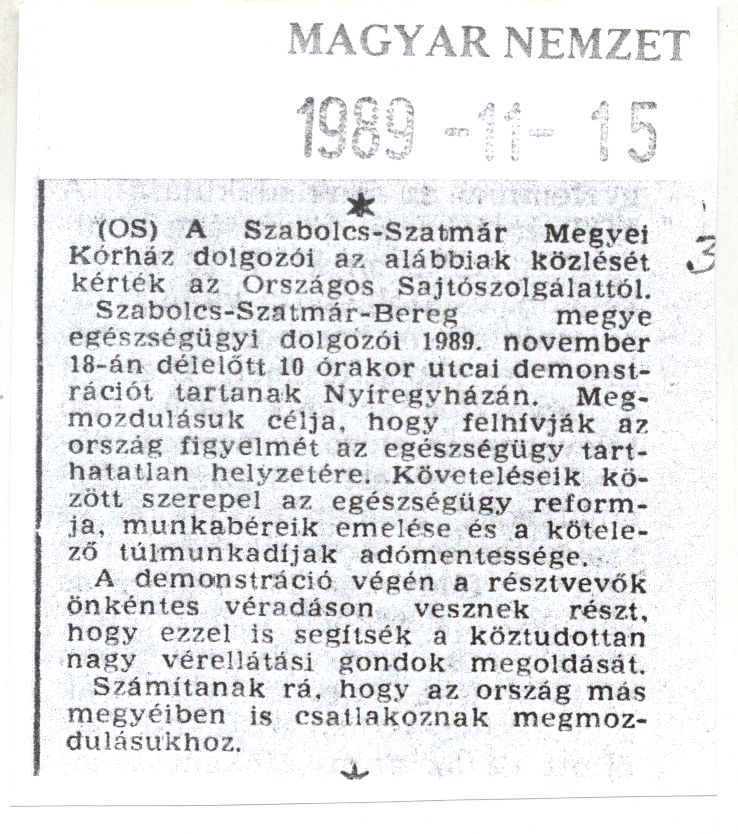 MAGYAR NEMZET
1989 -11- 15
(OS) A Szabolcs-Szatmár Megyei
Kórház dolgozói az alábbiak közlését
kérték az Országos Sajtószolgálattól.
Szabolcs-Szatmár-Bereg megye
egészségügyi dolgozói 1989. november
18-án délelőtt 10 órakor utcai demonst-
rációt tartanak Nyíregyházán. Meg-
mozdulásuk célja, hogy felhívják az
ország figyelmét az egészségügy tart-
hatatlan helyzetére. Követeléseik kö-
zött szerepel az egészségügy reform-
ja, munkabéreik emelése és a kötele-
ző túlmunkadíjak adómentessége.
A demonstráció végén a résztvevők
önkéntes véradáson vesznek részt,
hogy ezzel is segítsék a köztudottan
nagy vérellátási gondok megoldását.
Számítanak rá, hogy az ország más
megyéiben is csatlakoznak megmoz-
dulásukhoz.
3